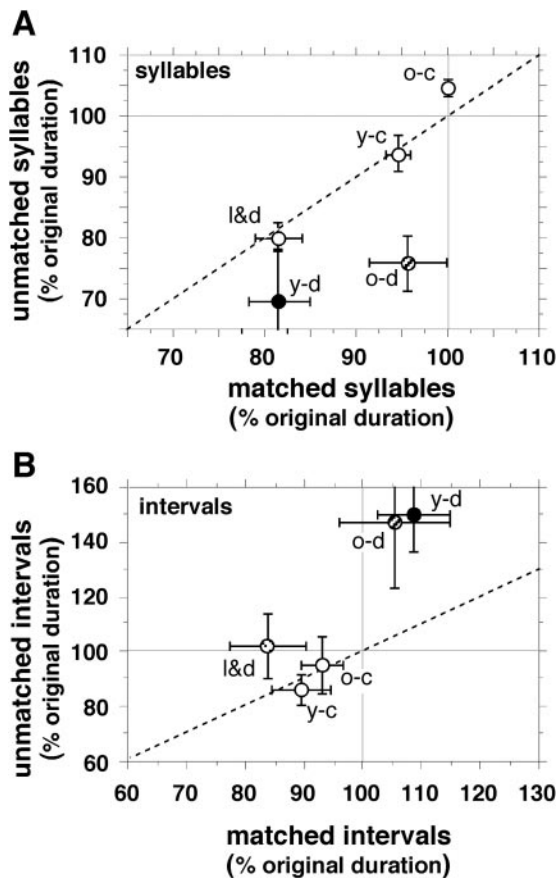 A
syllables
unmatched syllables
(% original duration)
110
100
90
80
70
o-c
y-c
l&d
o-d
y-d
70 80 90 100 110
matched syllables
(% original duration)
B
intervals
unmatched intervals
(% original duration)
160
140
120
100
80
60
y-d
o-d
l&d
o-c
y-c
60 70 80 90 100 110 120 130
matched intervals
(% original duration)